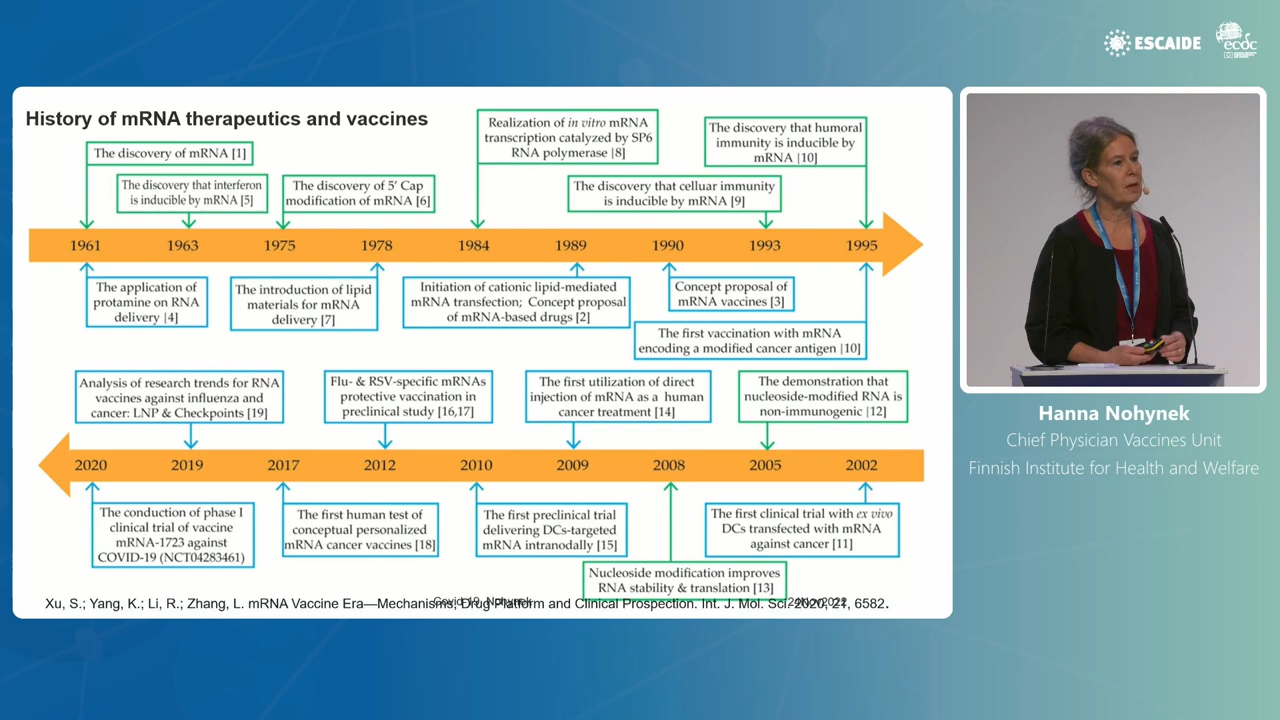 ESCAIDE
ecdc
History of mRNA therapeutics and vaccines
The discovery of mRNA [1]
The discovery that interferon
is inducible by mRNA [5]
The discovery of 5′ Cap
modification of mRNA [6]
Realization of in vitro mRNA
transcription catalyzed by SP6
RNA polymerase [8]
The discovery that celluar immunity
is inducible by mRNA [9]
The discovery that humoral
immunity is inducible by
mRNA [10]
1961 1963 1975 1978 1984 1989 1990 1993 1995
The application of
protamine on RNA
delivery [4]
The introduction of lipid
materials for mRNA
delivery [7]
Initiation of cationic lipid-mediated
mRNA transfection; Concept proposal
of mRNA-based drugs [2]
Concept proposal of
mRNA vaccines [3]
The first vaccination with mRNA
encoding a modified cancer antigen [10]
Analysis of research trends for RNA
vaccines against influenza and
cancer: LNP & Checkpoints [19]
Flu- & RSV-specific mRNAs
protective vaccination in
preclinical study [16,17]
The first utilization of direct
injection of mRNA as a human
cancer treatment [14]
The demonstration that
nucleoside-modified RNA is
non-immunogenic [12]
2020 2019 2017 2012 2010 2009 2008 2005 2002
The conduction of phase I
clinical trial of vaccine
mRNA-1723 against
COVID-19 (NCT04283461)
The first human test of
conceptual personalized
mRNA cancer vaccines [18]
The first preclinical trial
delivering DCs-targeted
mRNA intranodally [15]
Nucleoside modification improves
RNA stability & translation [13]
The first clinical trial with ex vivo
DCs transfected with mRNA
against cancer [11]
Xu, S.; Yang, K.; Li, R.; Zhang, L. mRNA Vaccine Era—Mechanisms, Drug Platform and Clinical Prospection. Int. J. Mol. Sci. 2020, 21, 6582.
Hanna Nohynek
Chief Physician Vaccines Unit
Finnish Institute for Health and Welfare